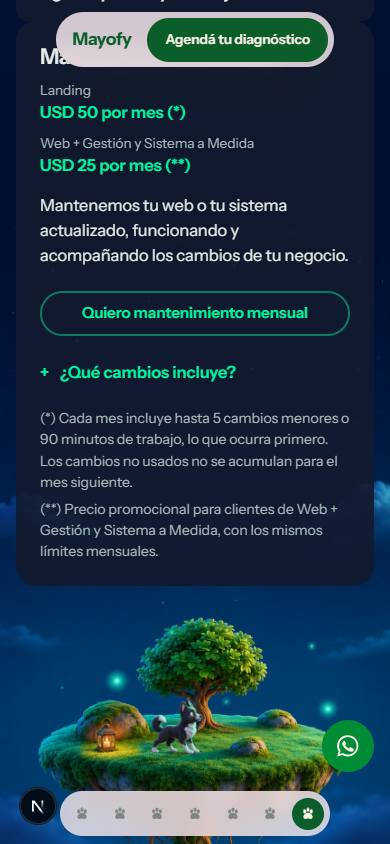 Mayofy
Agendá tu diagnóstico
Landing
USD 50 por mes (*)
Web + Gestión y Sistema a Medida
USD 25 por mes (**)
Mantenemos tu web o tu sistema
actualizado, funcionando y
acompañando los cambios de tu negocio.
Quiero mantenimiento mensual
+ ¿Qué cambios incluye?
(*) Cada mes incluye hasta 5 cambios menores o
90 minutos de trabajo, lo que ocurra primero.
Los cambios no usados no se acumulan para el
mes siguiente.
(**) Precio promocional para clientes de Web +
Gestión y Sistema a Medida, con los mismos
límites mensuales.
N